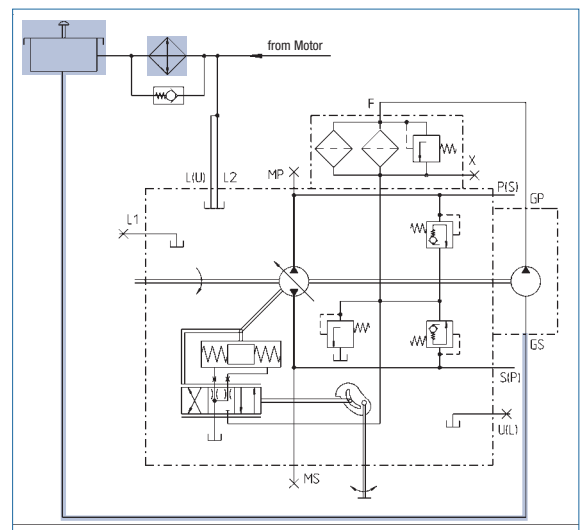 from Motor
F
L(U) L2
MP
X
P(S)
GP
L1
GS
S(P)
U(L)
MS